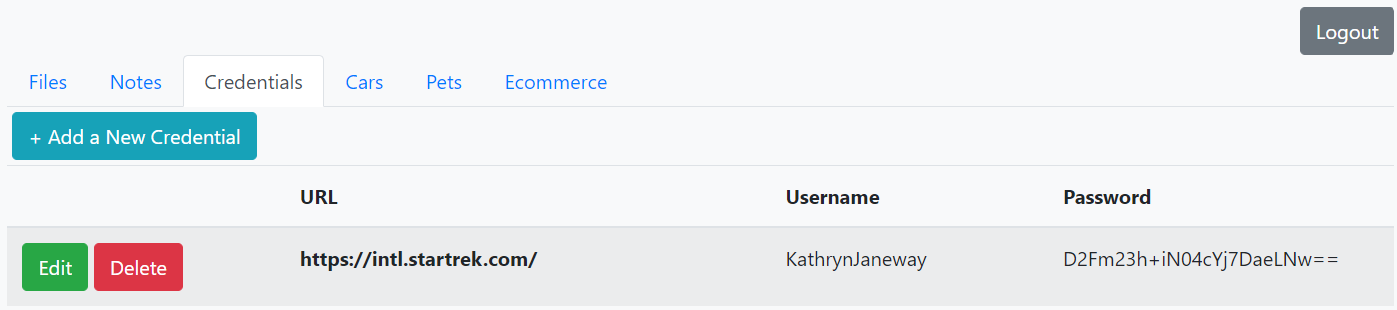 Logout
Files Notes Credentials Cars Pets Ecommerce
+ Add a New Credential
URL Username Password
Edit Delete https://intl.startrek.com/ KathrynJaneway D2Fm23h+iN04cYj7DaeLNw==